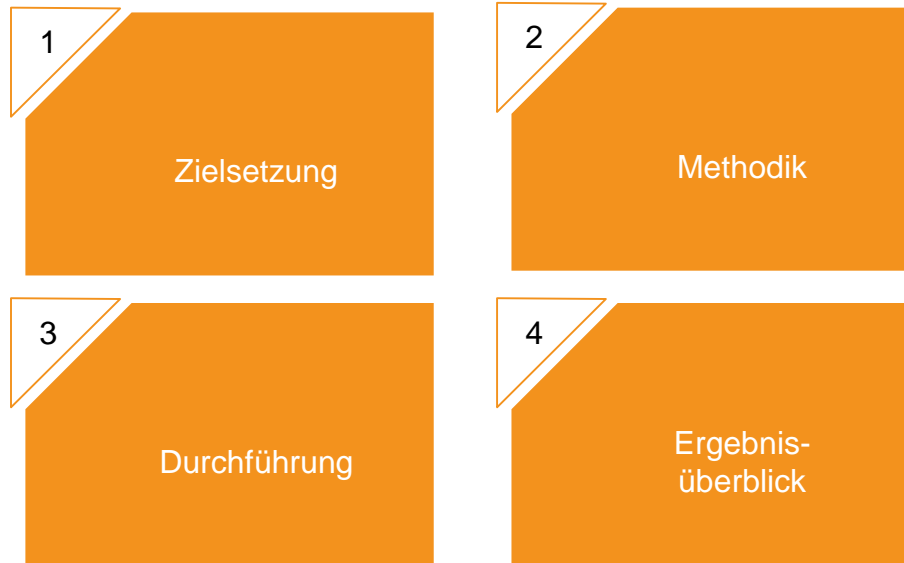 1
Zielsetzung
2
Methodik
3
Durchführung
4
Ergebnis-
überblick